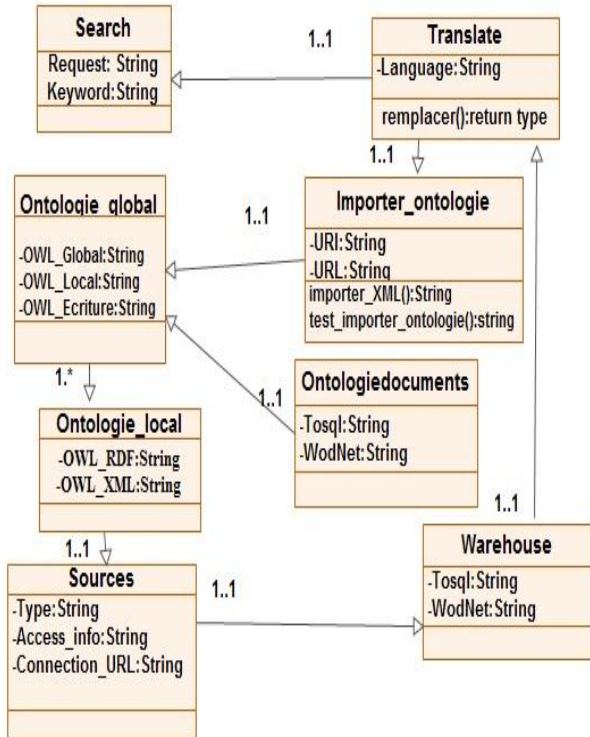 Search
Request: String
Keyword:String
1..1
Translate
-Language:String
remplacer():return type
1..1
Ontologie_global
-OWL_Global:String
-OWL_Local:String
-OWL_Ecriture:String
1..1
Importer_ontologie
-URI:String
-URL:String
importer_XML():String
test_importer_ontologie():string
1.*
1..1
Ontologiedocuments
-Tosql:String
-WodNet:String
Ontologie_local
-OWL_RDF:String
-OWL_XML:String
1..1
1..1
Sources
-Type:String
-Access_info:String
-Connection_URL:String
1..1
Warehouse
-Tosql:String
-WodNet:String